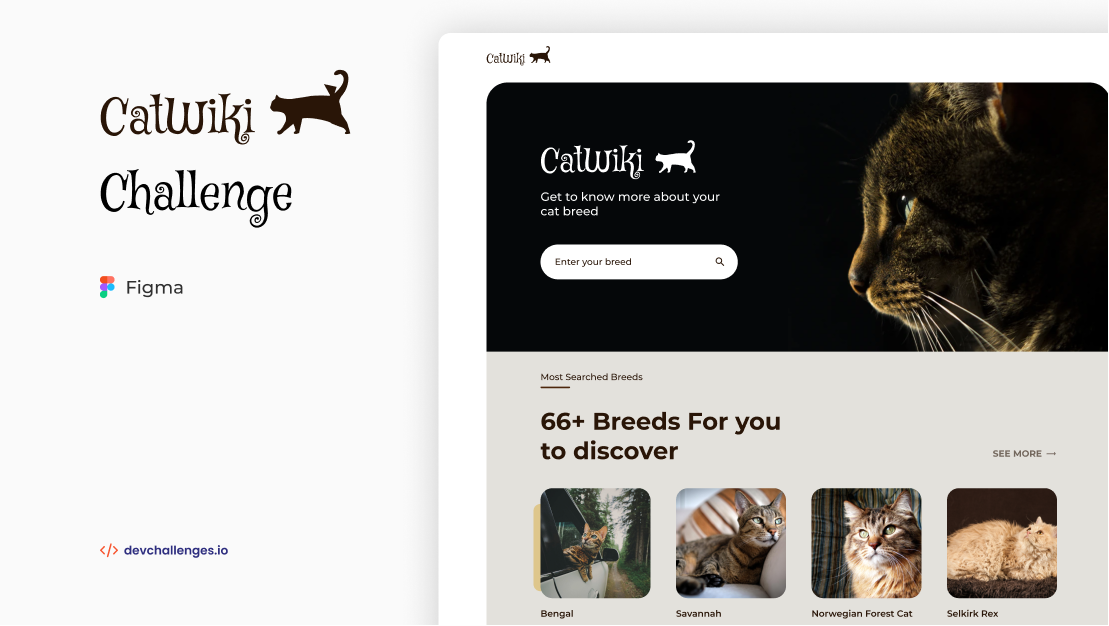 CatWiki
Challenge
Figma
devchallenges.io
CatWiki
CatWiki
Get to know more about your
cat breed
Enter your breed
Most Searched Breeds
66+ Breeds For you
to discover
SEE MORE →
Bengal
Savannah
Norwegian Forest Cat
Selkirk Rex